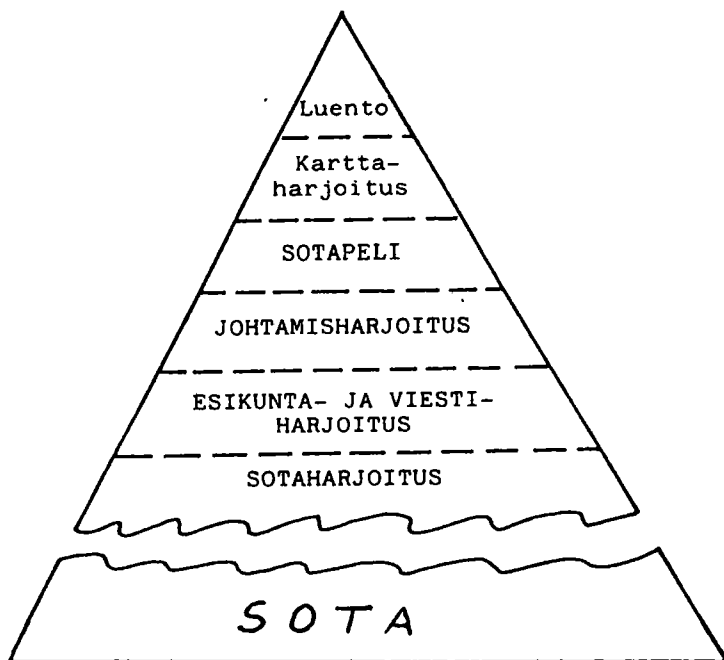 Luento
Kartta-
harjoitus
SOTAPELI
JOHTAMISHARJOITUS
ESIKUNTA- JA VIESTI-
HARJOITUS
SOTAHARJOITUS
SOTA